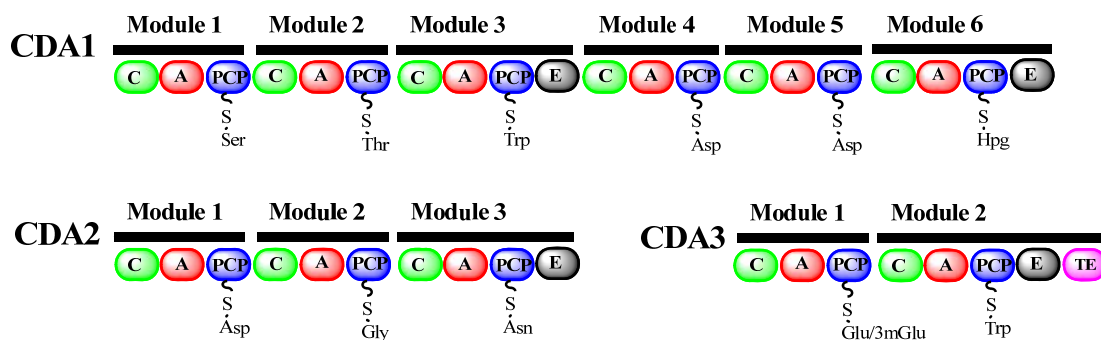 Module 1 Module 2 Module 3 Module 4 Module 5 Module 6
CDA1
C A PCP C A PCP C A PCP E C A PCP C A PCP C A PCP E
S S S S S S
Ser Thr Trp Asp Asp Hpg
Module 1 Module 2 Module 3 Module 1 Module 2
CDA2 CDA3
C A PCP C A PCP C A PCP E C A PCP C A PCP E TE
S S S S S
Asp Gly Asn Glu/3mGlu Trp